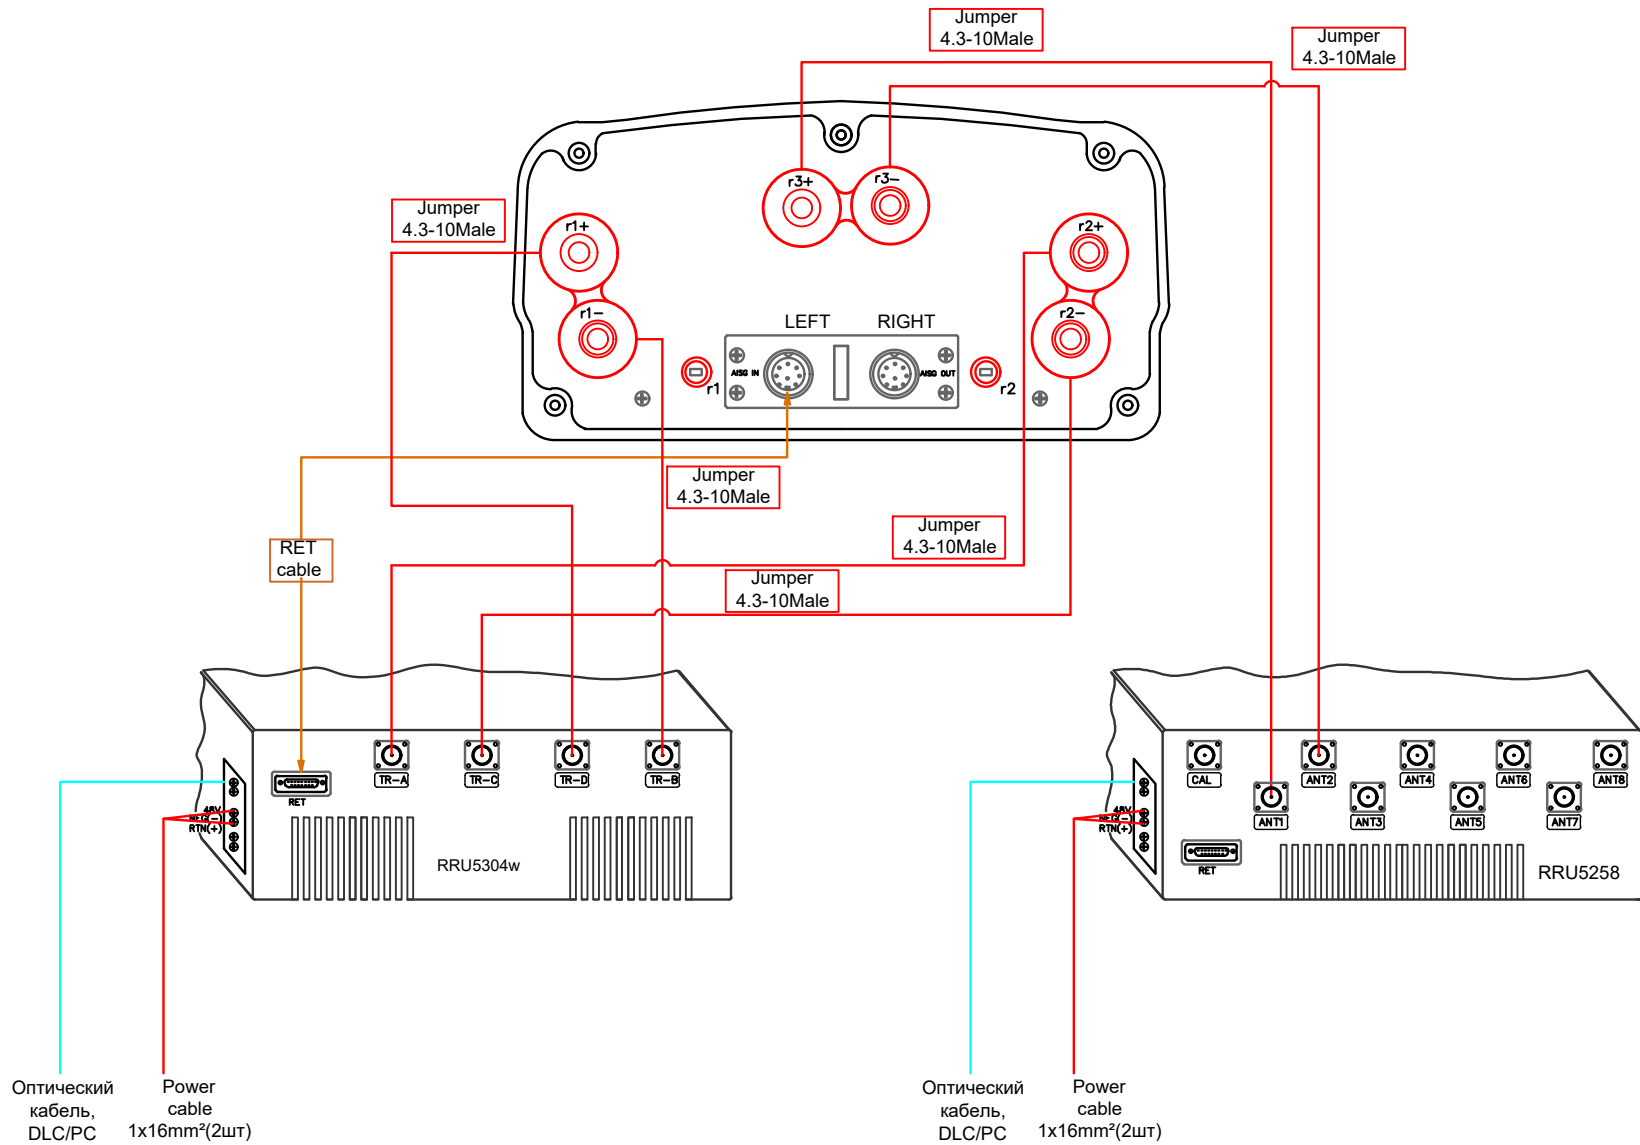 Jumper
4.3-10Male
Jumper
4.3-10Male
r3+
r3-
Jumper
4.3-10Male
r1+
r2+
r1-
r2-
LEFT
RIGHT
AISG IN
AISG OUT
r1
r2
Jumper
4.3-10Male
Jumper
4.3-10Male
RET
cable
Jumper
4.3-10Male
TR-A
TR-C
TR-D
TR-B
RET
48V
NEG(-)
RTN(+)
RRU5304w
CAL
ANT2
ANT4
ANT6
ANT8
ANT1
ANT3
ANT5
ANT7
48V
NEG(-)
RTN(+)
RET
RRU5258
Оптический
кабель,
DLC/PC
Power
cable
1x16mm²(2шт)
Оптический
кабель,
DLC/PC
Power
cable
1x16mm²(2шт)